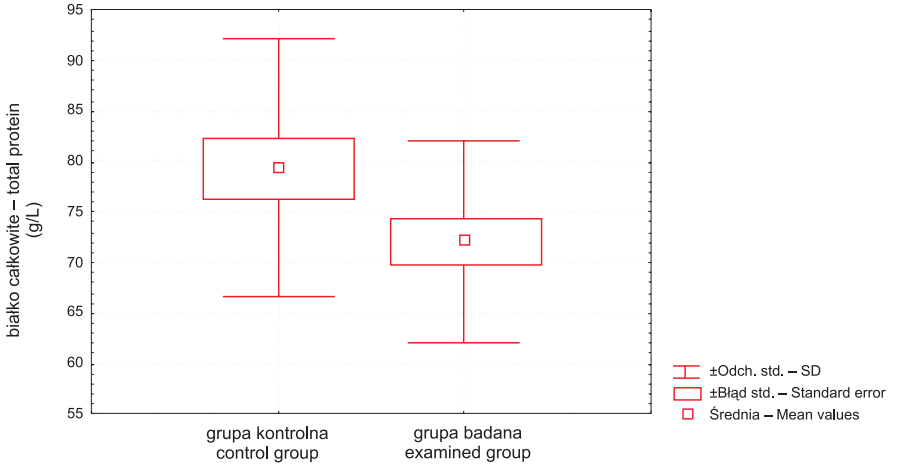 białko całkowite – total protein
(g/L)
95
90
85
80
75
70
65
60
55
grupa kontrolna
control group
grupa badana
examined group
±Odch. std. – SD
±Błąd std. – Standard error
Średnia – Mean values